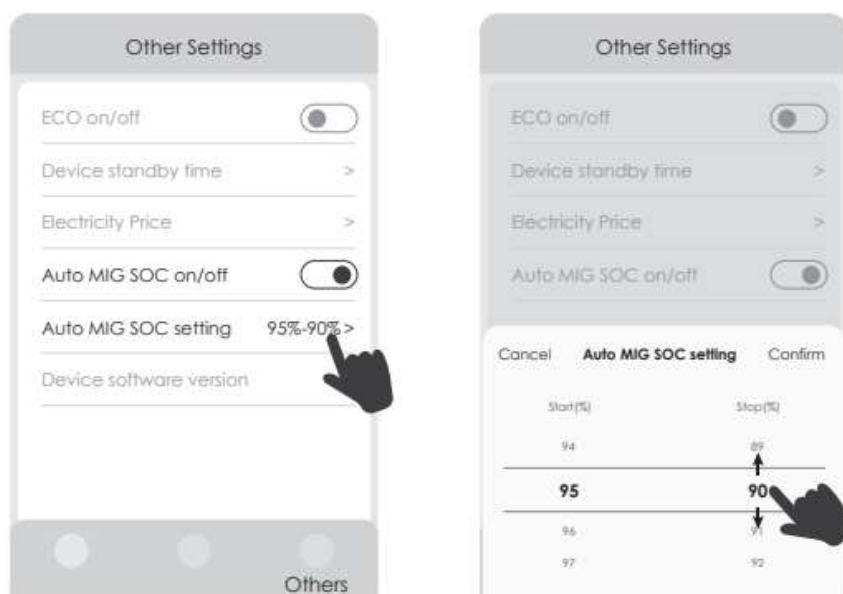 Other Settings
ECO on/off
Device standby time >
Electricity Price >
Auto MIG SOC on/off
Auto MIG SOC setting 95%-90% >
Device software version
Others
Other Settings
ECO on/off
Device standby time >
Electricity Price >
Auto MIG SOC on/off
Cancel Auto MIG SOC setting Confirm
Start(%) Stop(%)
94 89
95 90
96 91
97 92